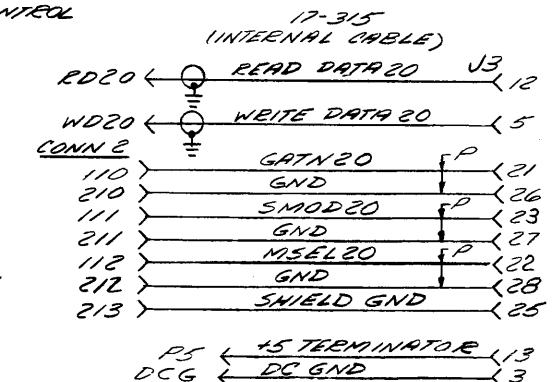 NTROL
17-315
(INTERNAL CABLE)
RD20 READ DATA20 J3 12
WD20 WRITE DATA 20 5
CONN 2
110 GATN20 P 21
210 GND 26
111 SMOD20 P 23
211 GND 27
112 MSEL20 P 22
212 GND 28
213 SHIELD GND 25
P5 +5 TERMINATOR 13
DCG DC GND 3